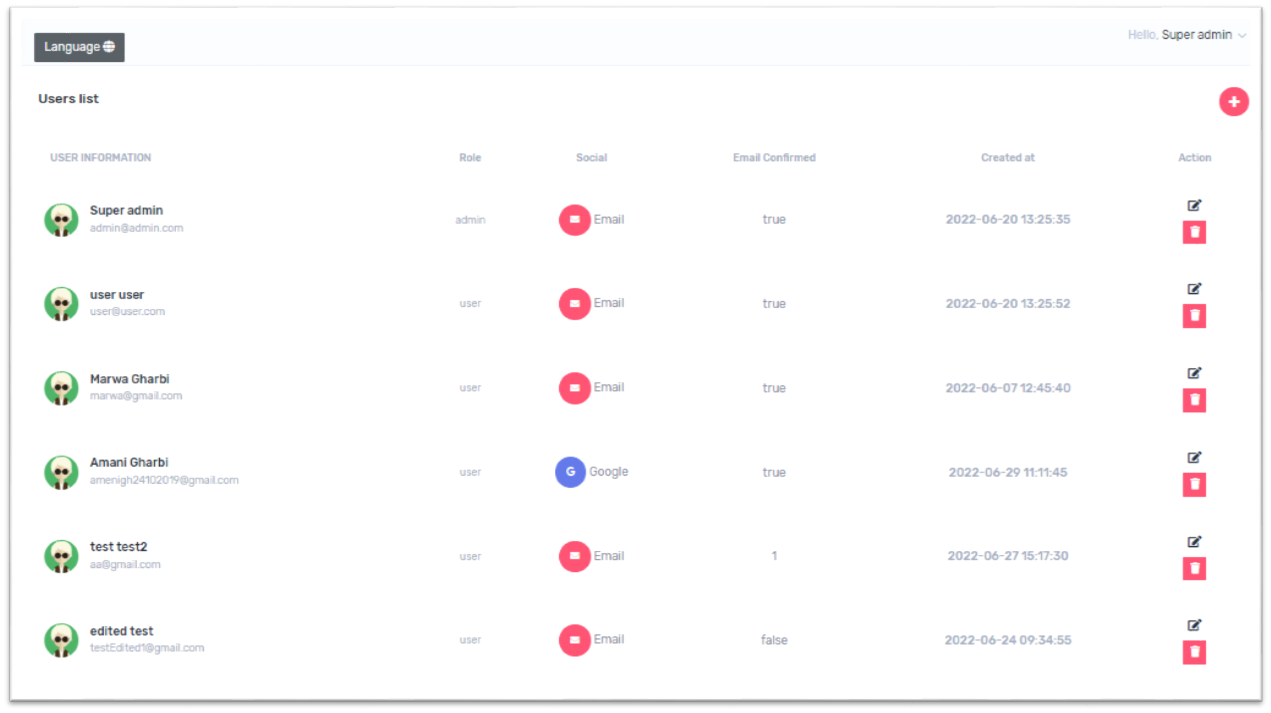 Language
Hello, Super admin
Users list
USER INFORMATION Role Social Email Confirmed Created at Action
Super admin
admin@admin.com
admin Email true 2022-06-20 13:25:35
user user
user@user.com
user Email true 2022-06-20 13:25:52
Marwa Gharbi
marwa@gmail.com
user Email true 2022-06-07 12:45:40
Amani Gharbi
amenigh24102019@gmail.com
user G Google true 2022-06-29 11:11:45
test test2
aa@gmail.com
user Email 1 2022-06-27 15:17:30
edited test
testEdited1@gmail.com
user Email false 2022-06-24 09:34:55